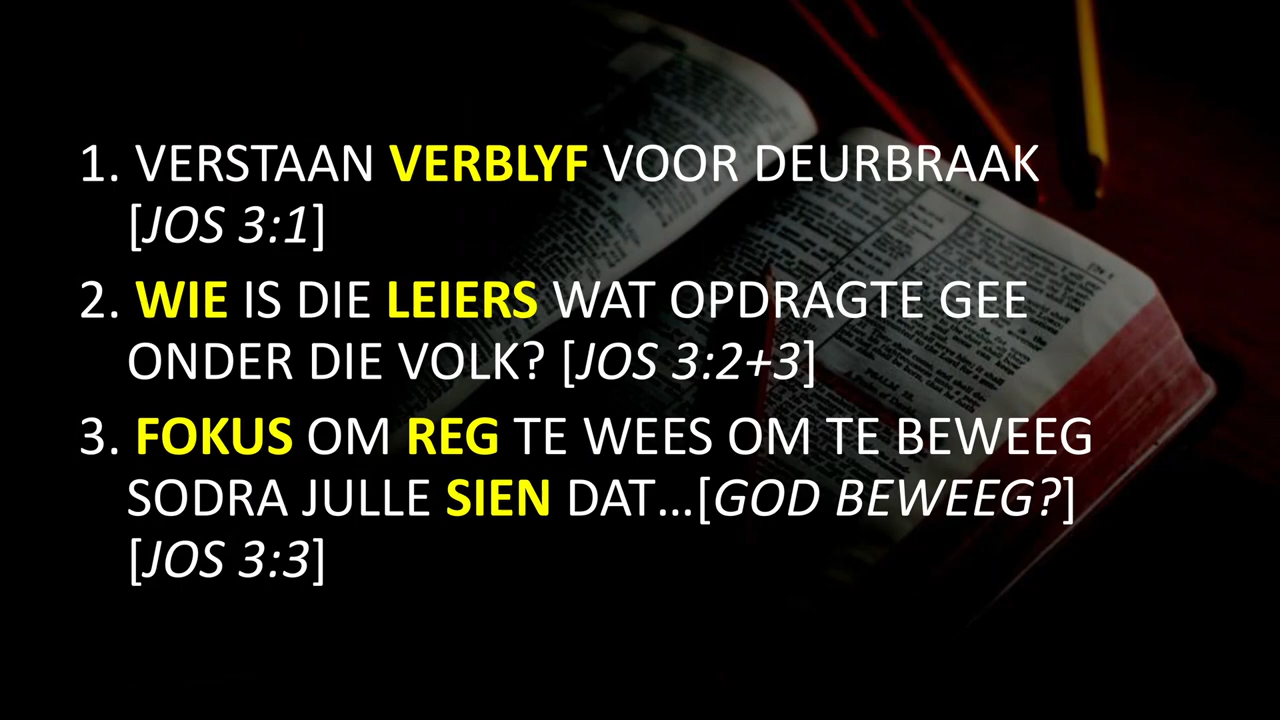 1. VERSTAAN VERBLYF VOOR DEURBRAAK
[JOS 3:1]
2. WIE IS DIE LEIERS WAT OPDRAGTE GEE
ONDER DIE VOLK? [JOS 3:2+3]
3. FOKUS OM REG TE WEES OM TE BEWEEG
SODRA JULLE SIEN DAT...[GOD BEWEEG?]
[JOS 3:3]